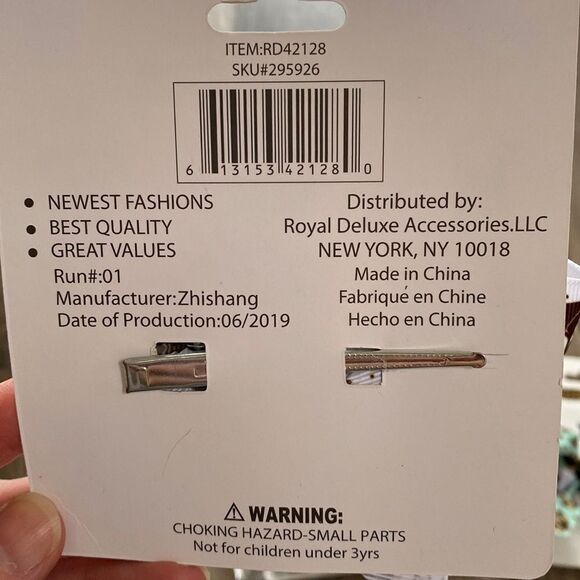 ITEM:RD42128
SKU#295926
6 13153 42128 0
• NEWEST FASHIONS
• BEST QUALITY
• GREAT VALUES
Run#:01
Manufacturer:Zhishang
Date of Production:06/2019
Distributed by:
Royal Deluxe Accessories.LLC
NEW YORK, NY 10018
Made in China
Fabriqué en Chine
Hecho en China
⚠ WARNING:
CHOKING HAZARD-SMALL PARTS
Not for children under 3yrs